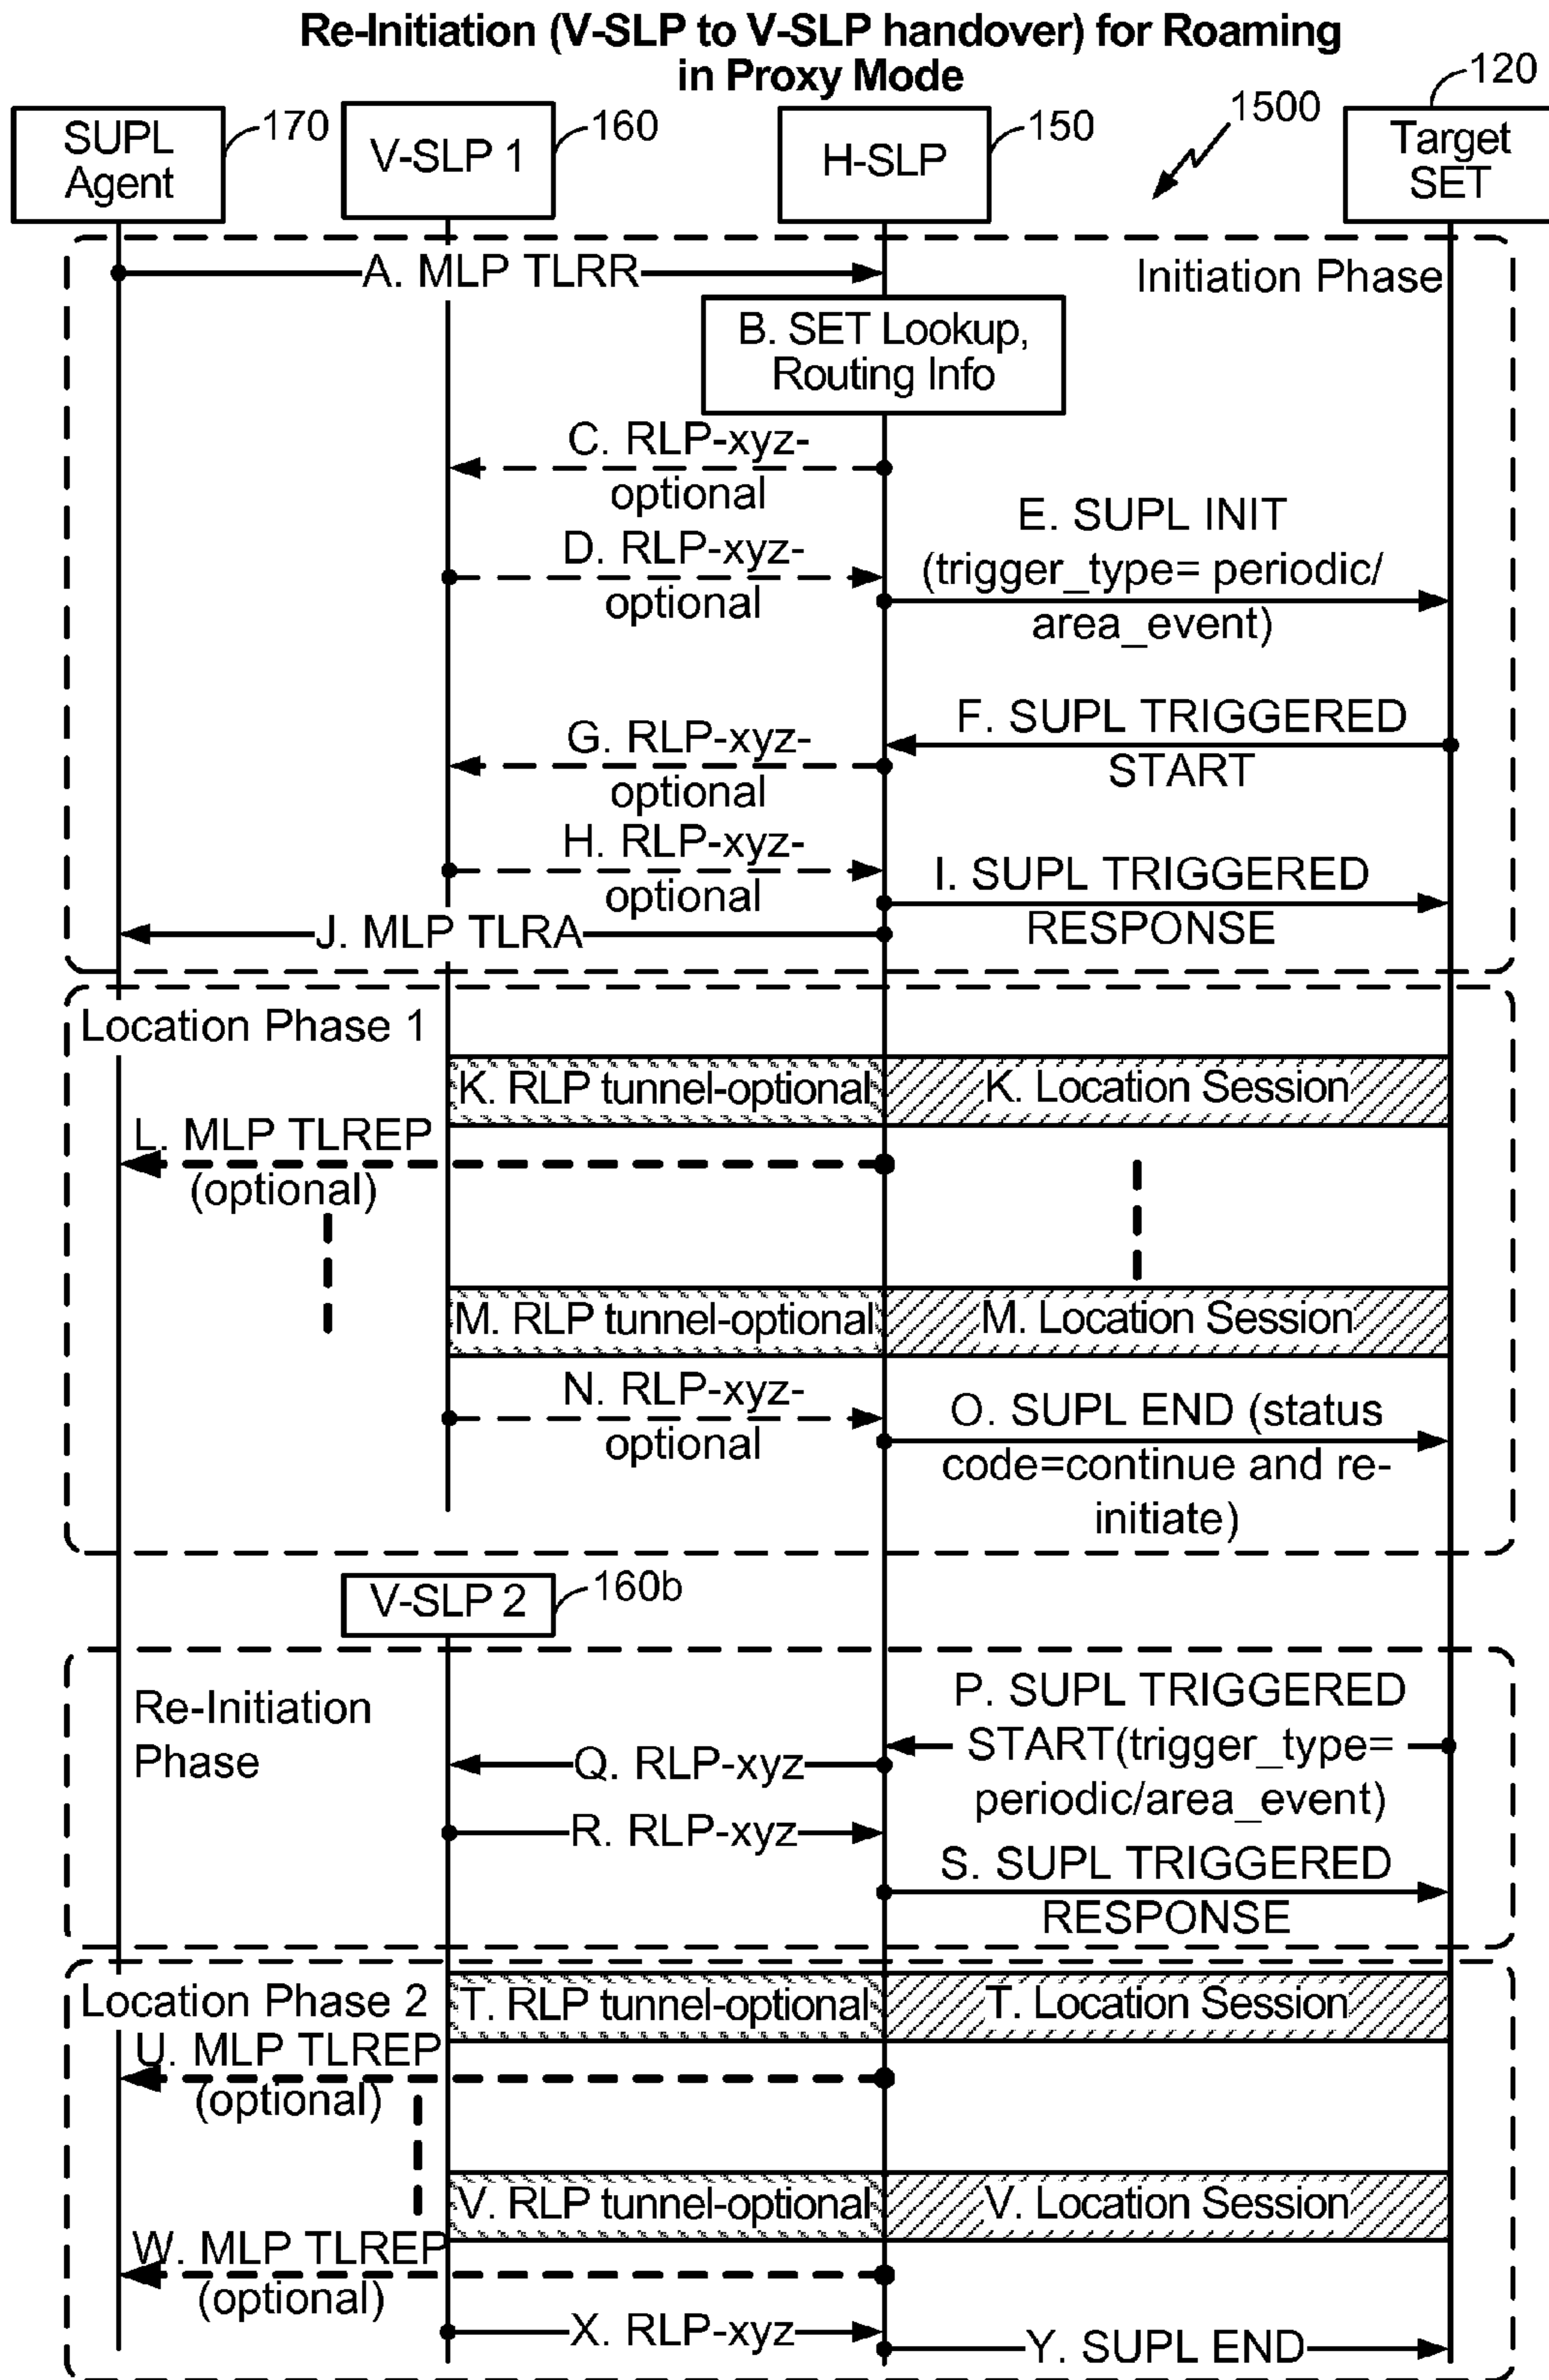 Re-Initiation (V-SLP to V-SLP handover) for Roaming
in Proxy Mode
120
SUPL
Agent
170
V-SLP 1
160
H-SLP
150
1500
Target
SET
A. MLP TLRR
Initiation Phase
B. SET Lookup,
Routing Info
C. RLP-xyz-
optional
D. RLP-xyz-
optional
E. SUPL INIT
(trigger_type= periodic/
area_event)
F. SUPL TRIGGERED
START
G. RLP-xyz-
optional
H. RLP-xyz-
optional
I. SUPL TRIGGERED
RESPONSE
J. MLP TLRA
Location Phase 1
K. RLP tunnel-optional
K. Location Session
L. MLP TLREP
(optional)
M. RLP tunnel-optional
M. Location Session
N. RLP-xyz-
optional
O. SUPL END (status
code=continue and re-
initiate)
V-SLP 2
160b
Re-Initiation
Phase
P. SUPL TRIGGERED
START(trigger_type=
periodic/area_event)
Q. RLP-xyz
R. RLP-xyz
S. SUPL TRIGGERED
RESPONSE
Location Phase 2
T. RLP tunnel-optional
T. Location Session
U. MLP TLREP
(optional)
V. RLP tunnel-optional
V. Location Session
W. MLP TLREP
(optional)
X. RLP-xyz
Y. SUPL END